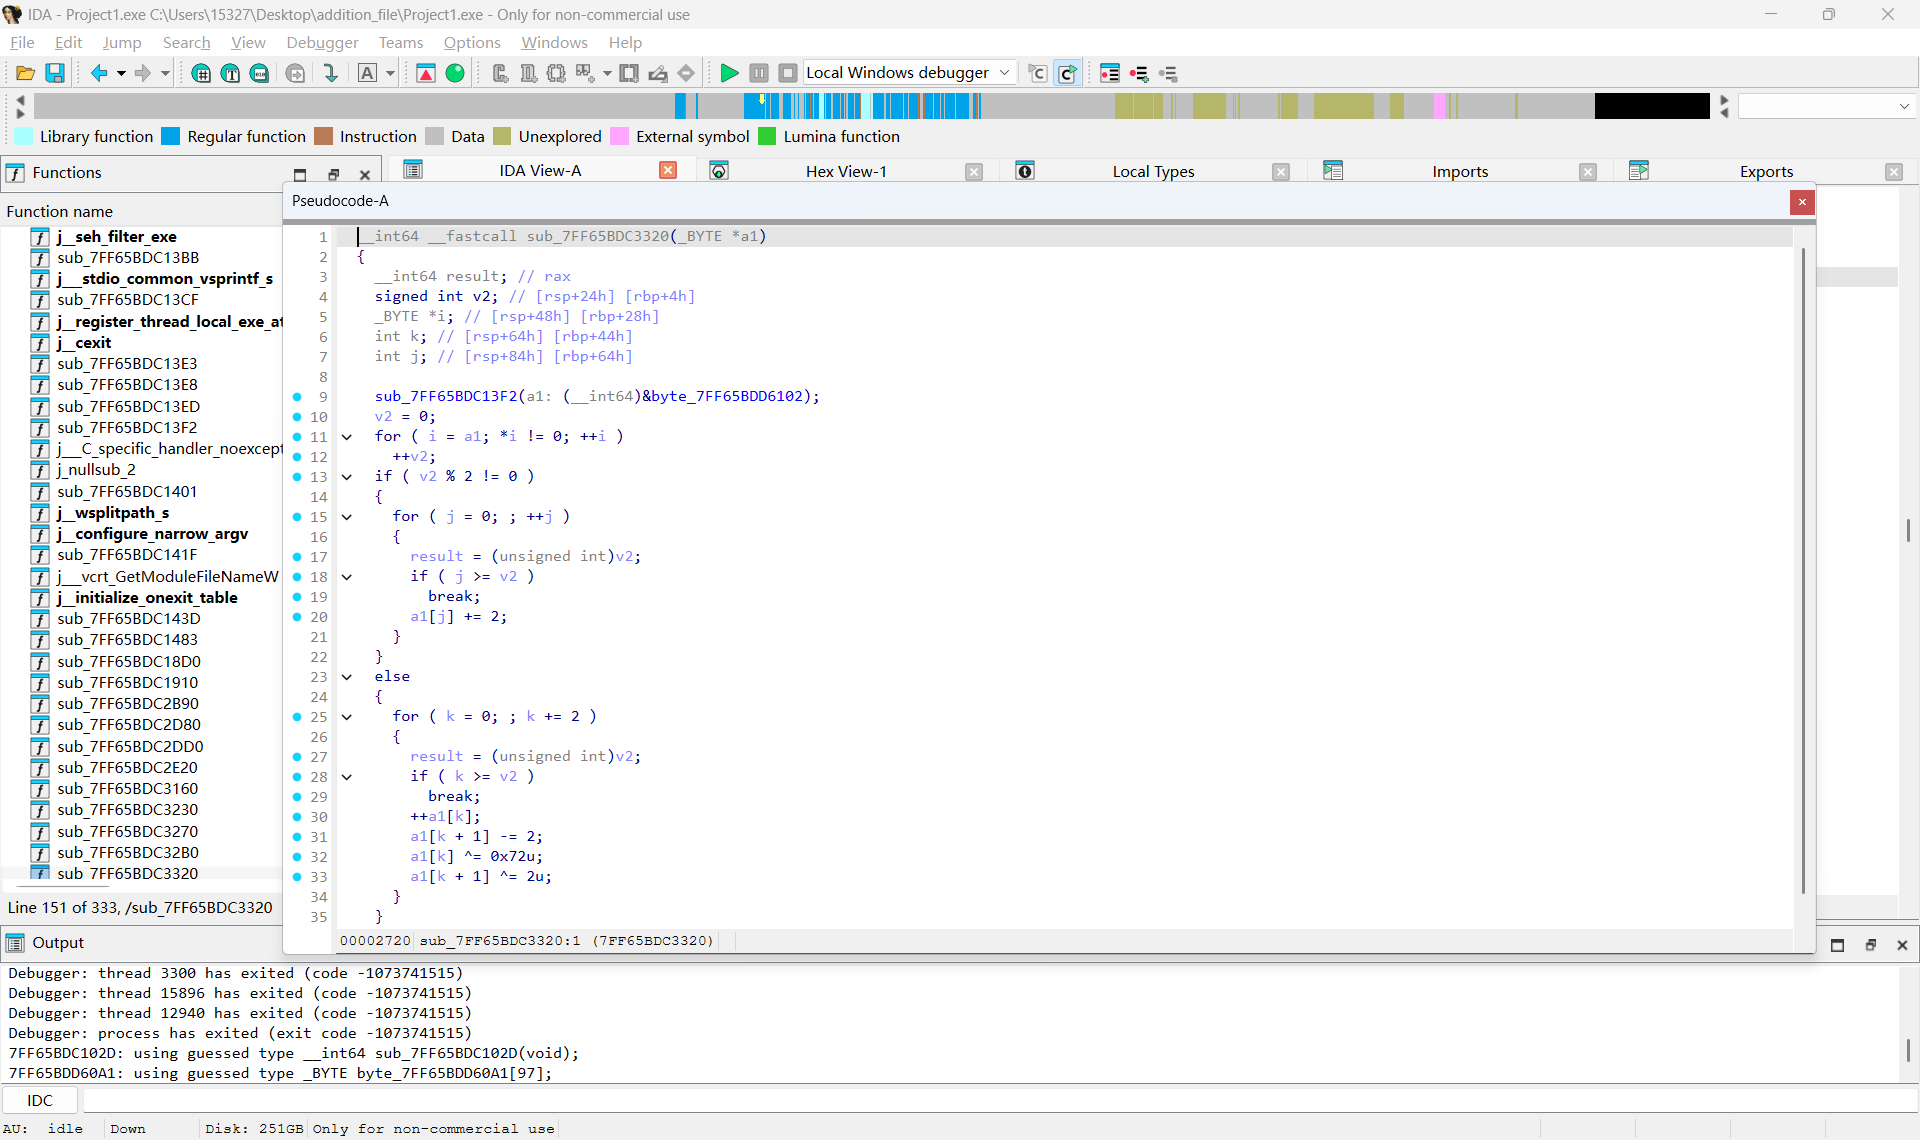 IDA - Project1.exe C:\Users\15327\Desktop\addition_file\Project1.exe - Only for non-commercial use
File Edit Jump Search View Debugger Teams Options Windows Help
Local Windows debugger
Library function Regular function Instruction Data Unexplored External symbol Lumina function
Functions
IDA View-A Hex View-1 Local Types Imports Exports
Function name
j__seh_filter_exe
sub_7FF65BDC13BB
j___stdio_common_vsprintf_s
sub_7FF65BDC13CF
j__register_thread_local_exe_at
j__cexit
sub_7FF65BDC13E3
sub_7FF65BDC13E8
sub_7FF65BDC13ED
sub_7FF65BDC13F2
j___C_specific_handler_noexcept
j_nullsub_2
sub_7FF65BDC1401
j__wsplitpath_s
j__configure_narrow_argv
sub_7FF65BDC141F
j___vcrt_GetModuleFileNameW
j__initialize_onexit_table
sub_7FF65BDC143D
sub_7FF65BDC1483
sub_7FF65BDC18D0
sub_7FF65BDC1910
sub_7FF65BDC2B90
sub_7FF65BDC2D80
sub_7FF65BDC2DD0
sub_7FF65BDC2E20
sub_7FF65BDC3160
sub_7FF65BDC3230
sub_7FF65BDC3270
sub_7FF65BDC32B0
sub_7FF65BDC3320
Line 151 of 333, /sub_7FF65BDC3320
Pseudocode-A
1 __int64 __fastcall sub_7FF65BDC3320(_BYTE *a1)
2 {
3 __int64 result; // rax
4 signed int v2; // [rsp+24h] [rbp+4h]
5 _BYTE *i; // [rsp+48h] [rbp+28h]
6 int k; // [rsp+64h] [rbp+44h]
7 int j; // [rsp+84h] [rbp+64h]
8
9 sub_7FF65BDC13F2(a1: (__int64)&byte_7FF65BDD6102);
10 v2 = 0;
11 for ( i = a1; *i != 0; ++i )
12 ++v2;
13 if ( v2 % 2 != 0 )
14 {
15 for ( j = 0; ; ++j )
16 {
17 result = (unsigned int)v2;
18 if ( j >= v2 )
19 break;
20 a1[j] += 2;
21 }
22 }
23 else
24 {
25 for ( k = 0; ; k += 2 )
26 {
27 result = (unsigned int)v2;
28 if ( k >= v2 )
29 break;
30 ++a1[k];
31 a1[k + 1] -= 2;
32 a1[k] ^= 0x72u;
33 a1[k + 1] ^= 2u;
34 }
35 }
00002720 sub_7FF65BDC3320:1 (7FF65BDC3320)
Output
Debugger: thread 3300 has exited (code -1073741515)
Debugger: thread 15896 has exited (code -1073741515)
Debugger: thread 12940 has exited (code -1073741515)
Debugger: process has exited (exit code -1073741515)
7FF65BDC102D: using guessed type __int64 sub_7FF65BDC102D(void);
7FF65BDD60A1: using guessed type _BYTE byte_7FF65BDD60A1[97];
IDC
AU: idle Down Disk: 251GB Only for non-commercial use